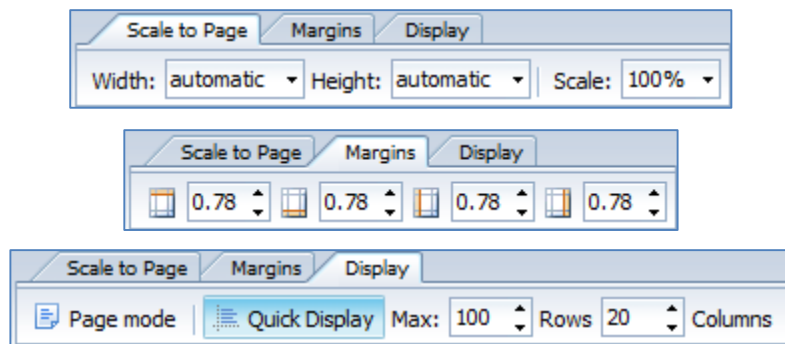 Scale to Page Margins Display
Width: automatic Height: automatic Scale: 100%
Scale to Page Margins Display
0.78 0.78 0.78 0.78
Scale to Page Margins Display
Page mode Quick Display Max: 100 Rows 20 Columns